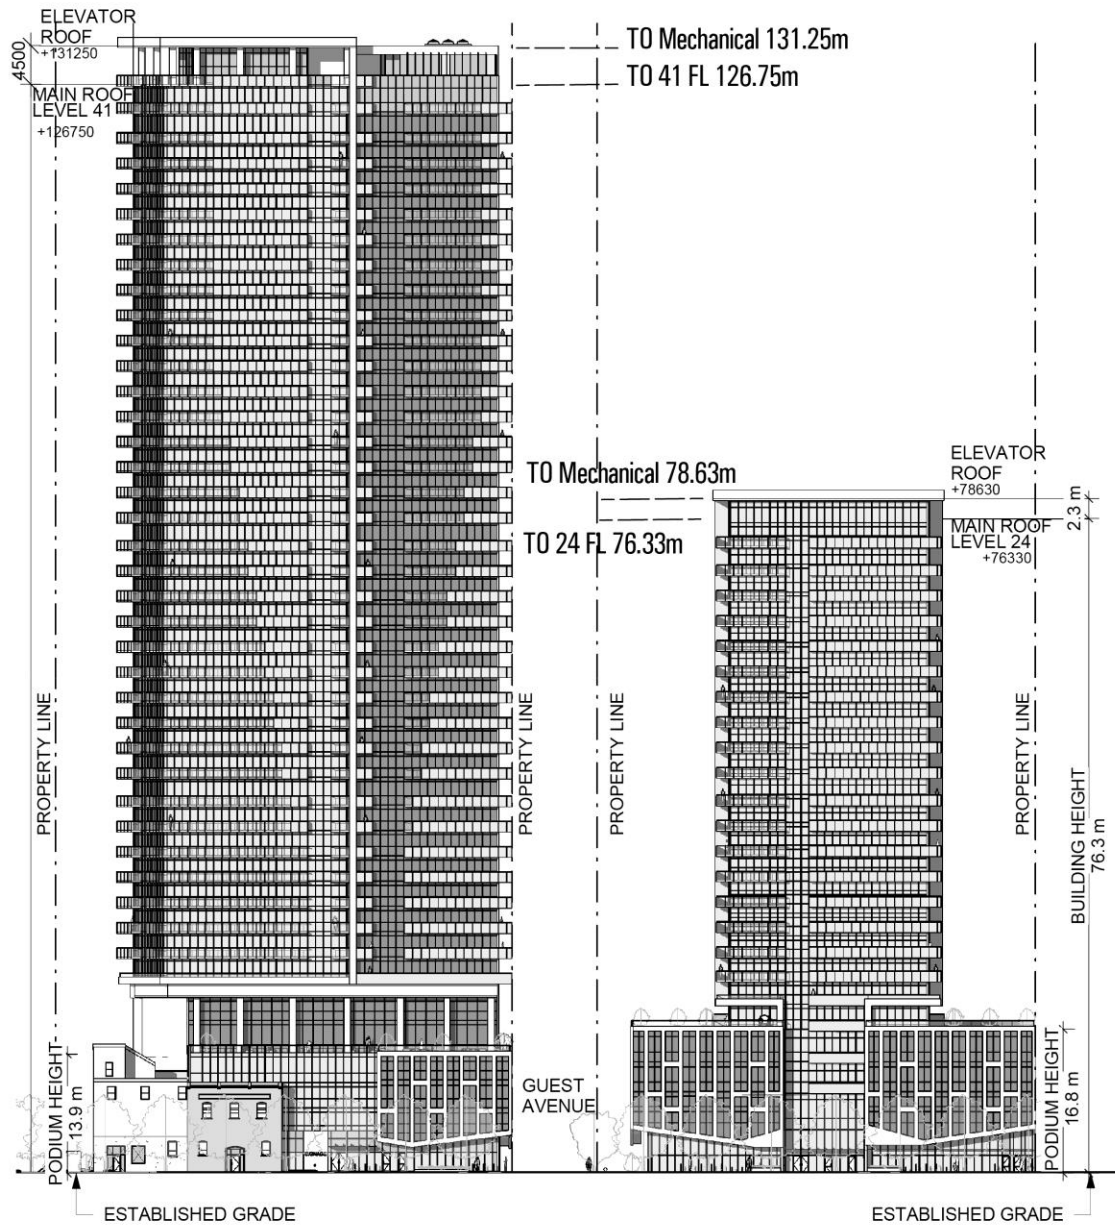 ELEVATOR
ROOF
+131250
4500
MAIN ROOF
LEVEL 41
+126750
TO Mechanical 131.25m
TO 41 FL 126.75m
TO Mechanical 78.63m
TO 24 FL 76.33m
ELEVATOR
ROOF
+78630
2.3 m
MAIN ROOF
LEVEL 24
+76330
PROPERTY LINE
PROPERTY LINE
PROPERTY LINE
PROPERTY LINE
BUILDING HEIGHT
76.3 m
PODIUM HEIGHT
13.9 m
GUEST
AVENUE
PODIUM HEIGHT
16.8 m
ESTABLISHED GRADE
ESTABLISHED GRADE